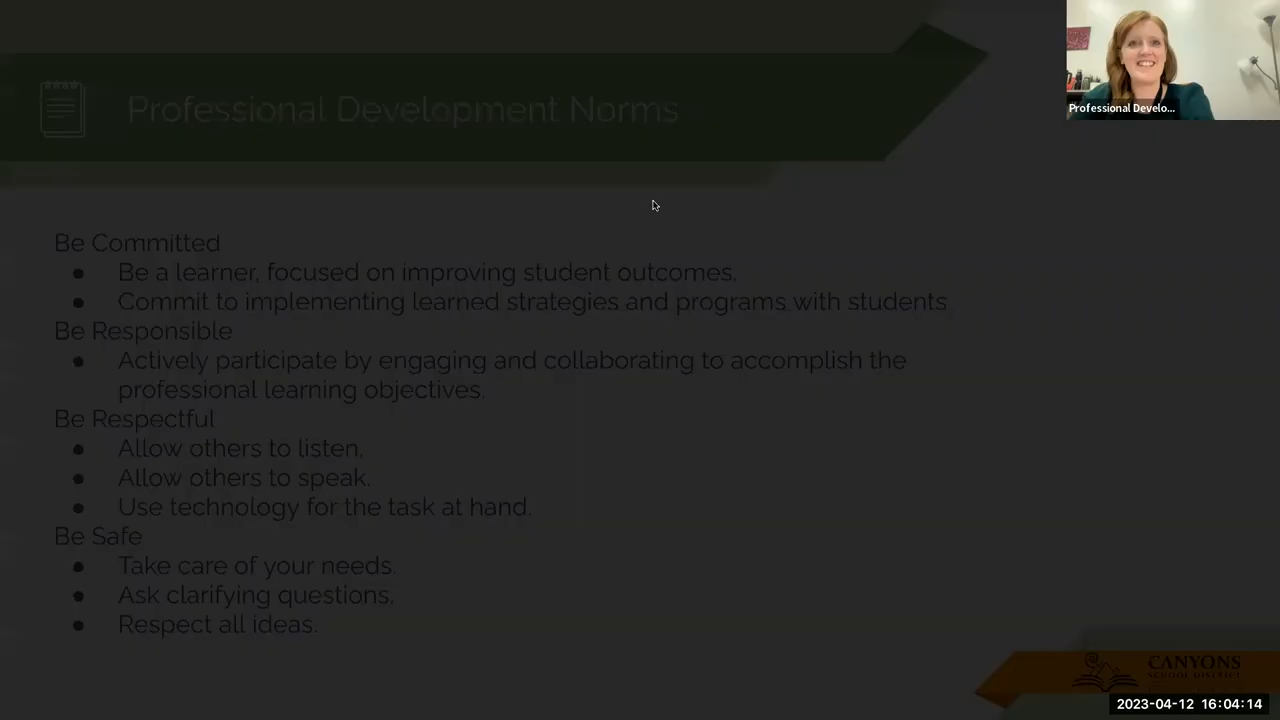 Professional Develo...
Professional Development Norms
Be Committed
● Be a learner, focused on improving student outcomes.
● Commit to implementing learned strategies and programs with students
Be Responsible
● Actively participate by engaging and collaborating to accomplish the
professional learning objectives.
Be Respectful
● Allow others to listen.
● Allow others to speak.
● Use technology for the task at hand.
Be Safe
● Take care of your needs.
● Ask clarifying questions.
● Respect all ideas.
CANYONS
SCHOOL DISTRICT
2023-04-12 16:04:14